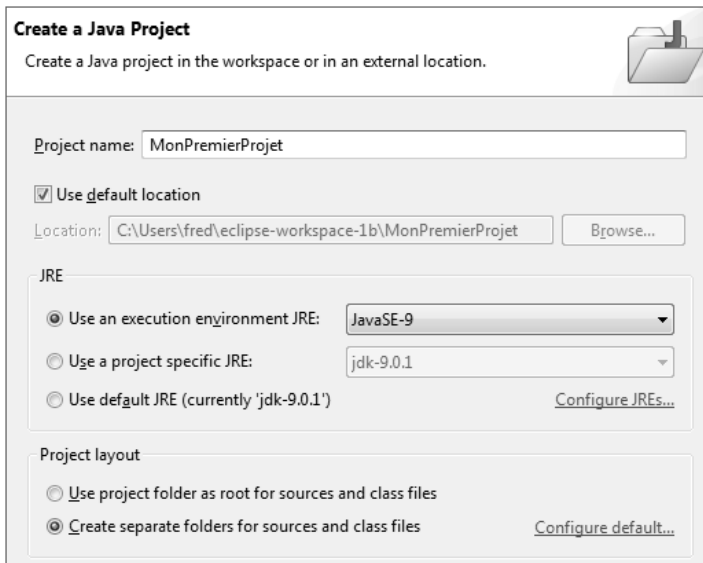 Create a Java Project
Create a Java project in the workspace or in an external location.
Project name: MonPremierProjet
Use default location
Location: C:\Users\fred\eclipse-workspace-1b\MonPremierProjet Browse...
JRE
Use an execution environment JRE: JavaSE-9
Use a project specific JRE: jdk-9.0.1
Use default JRE (currently 'jdk-9.0.1') Configure JREs...
Project layout
Use project folder as root for sources and class files
Create separate folders for sources and class files Configure default...